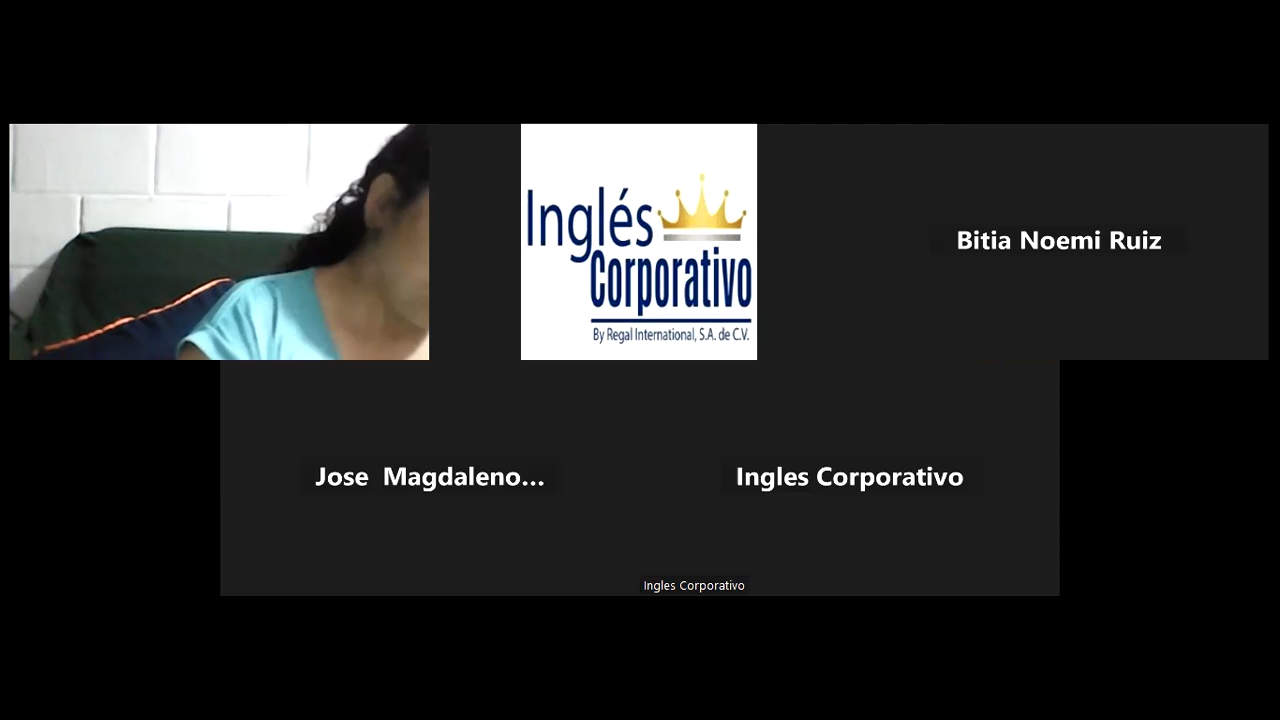 Inglés
Corporativo
By Regal International, S.A. de C.V.
Bitia Noemi Ruiz
Jose Magdaleno...
Ingles Corporativo
Ingles Corporativo